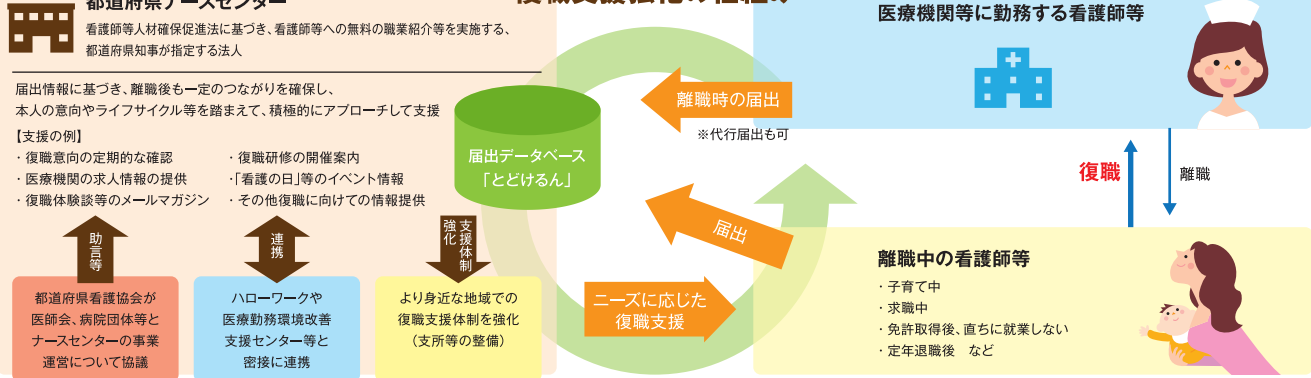 都道府県ナースセンター
復職支援強化の仕組み
看護師等人材確保促進法に基づき、看護師等への無料の職業紹介等を実施する、
都道府県知事が指定する法人
届出情報に基づき、離職後も一定のつながりを確保し、
本人の意向やライフサイクル等を踏まえて、積極的にアプローチして支援
【支援の例】
・復職意向の定期的な確認
・医療機関の求人情報の提供
・復職体験談等のメールマガジン
・復職研修の開催案内
・「看護の日」等のイベント情報
・その他復職に向けての情報提供
助言等
連携
支援体制
強化
都道府県看護協会が
医師会、病院団体等と
ナースセンターの事業
運営について協議
ハローワークや
医療勤務環境改善
支援センター等と
密接に連携
より身近な地域での
復職支援体制を強化
（支所等の整備）
届出データベース
「とどけるん」
離職時の届出
※代行届出も可
届出
ニーズに応じた
復職支援
医療機関等に勤務する看護師等
復職
離職
離職中の看護師等
・子育て中
・求職中
・免許取得後、直ちに就業しない
・定年退職後　など